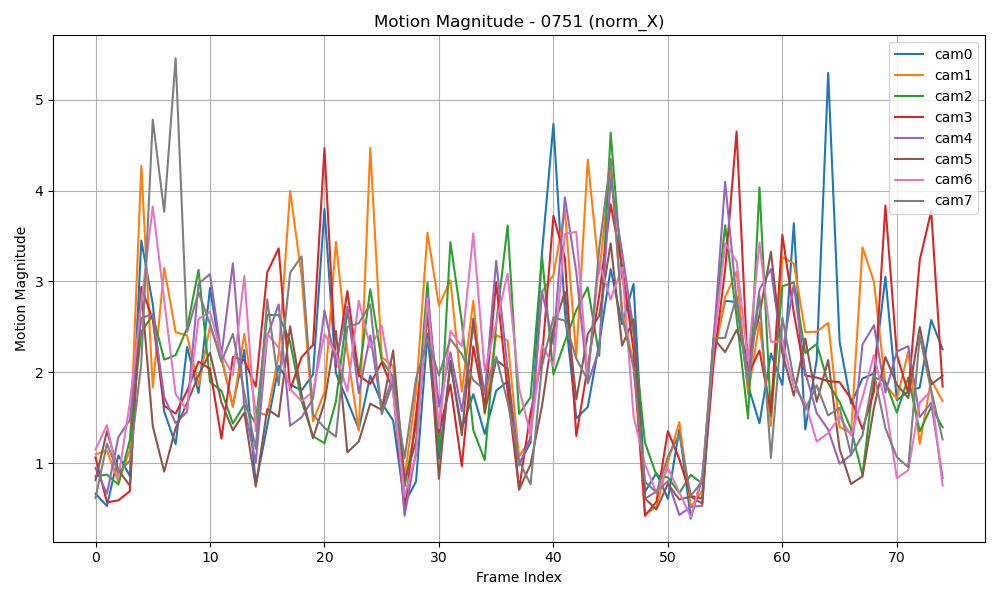 Motion Magnitude - 0751 (norm_X)
Motion Magnitude
5
4
3
2
1
0
10
20
30
40
50
60
70
Frame Index
cam0
cam1
cam2
cam3
cam4
cam5
cam6
cam7